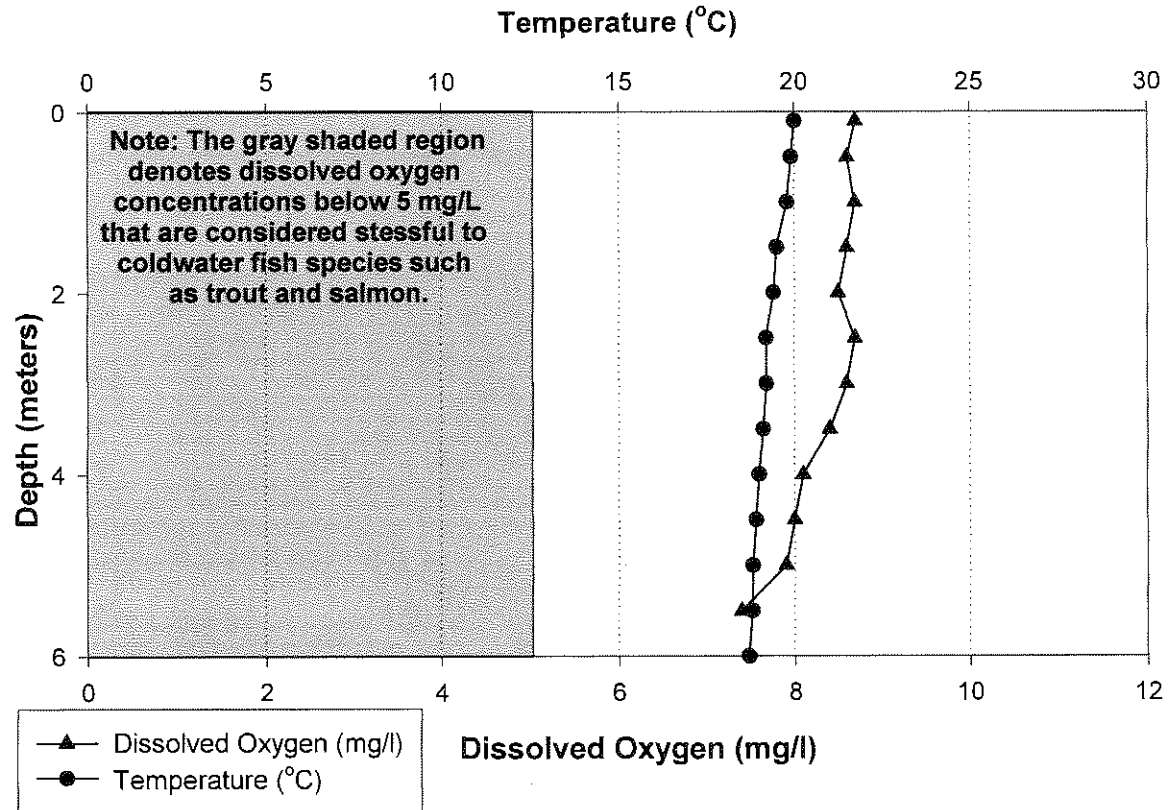 Temperature (°C)
0 5 10 15 20 25 30
Note: The gray shaded region
denotes dissolved oxygen
concentrations below 5 mg/L
that are considered stessful to
coldwater fish species such
as trout and salmon.
Depth (meters)
0
2
4
6
0 2 4 6 8 10 12
Dissolved Oxygen (mg/l)
Dissolved Oxygen (mg/l)
Temperature (°C)